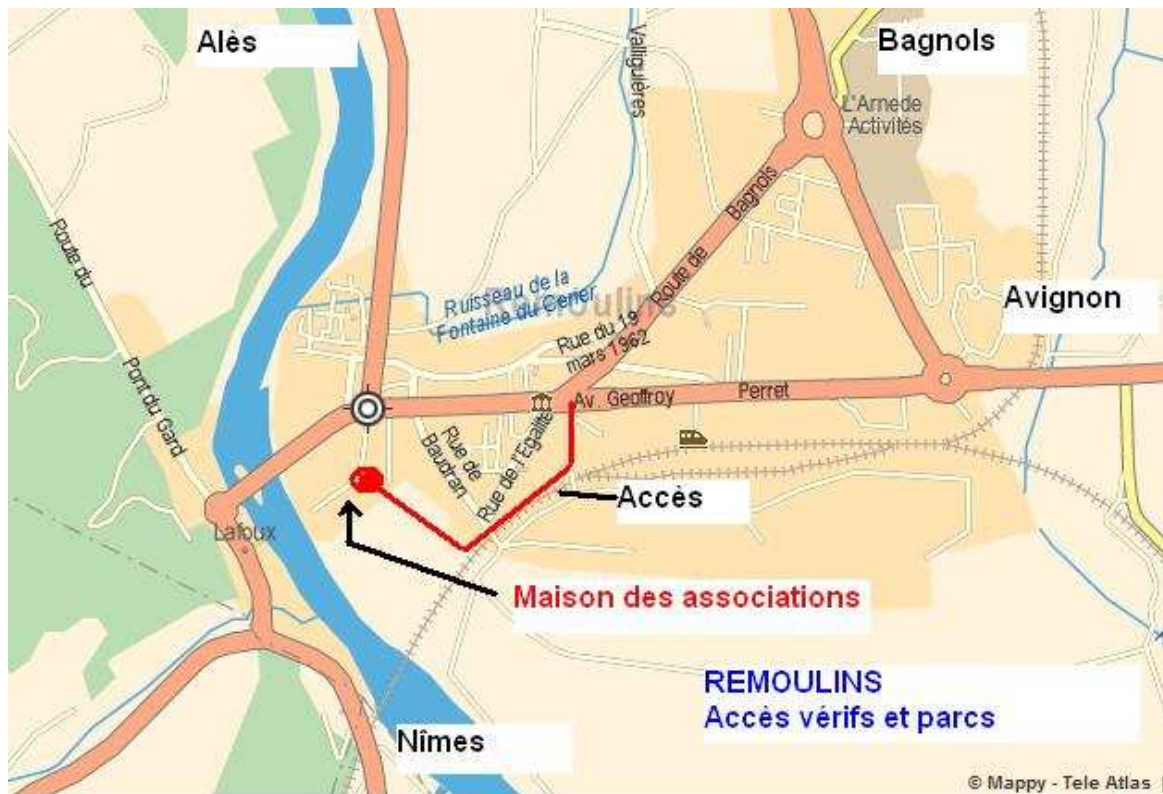 Alès
Bagnols
Valliguières
L'Arnede
Activités
Route du
Pont du Gard
Ruisseau de la
Fontaine du Cerier
Remoulins
Route de
Bagnols
Avignon
Rue du 19
mars 1962
Av. Geoffroy
Perret
Rue de
Baudran
Rue de l'Egalité
Accès
Lafoux
Maison des associations
REMOULINS
Accès vérifs et parcs
Nîmes
© Mappy - Tele Atlas